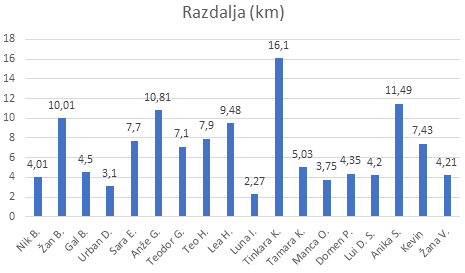 Razdalja (km)
18
16
14
12
10
8
6
4
2
0
4,01
10,01
4,5
3,1
7,7
10,81
7,1
7,9
9,48
2,27
16,1
5,03
3,75
4,35
4,2
11,49
7,43
4,21
Nik B.
Žan B.
Gal B.
Urban D.
Sara E.
Anže G.
Teodor G.
Teo H.
Lea H.
Luna I.
Tinkara K.
Tamara K.
Manca O.
Domen P.
Lui D. S.
Anika S.
Kevin
Žana V.